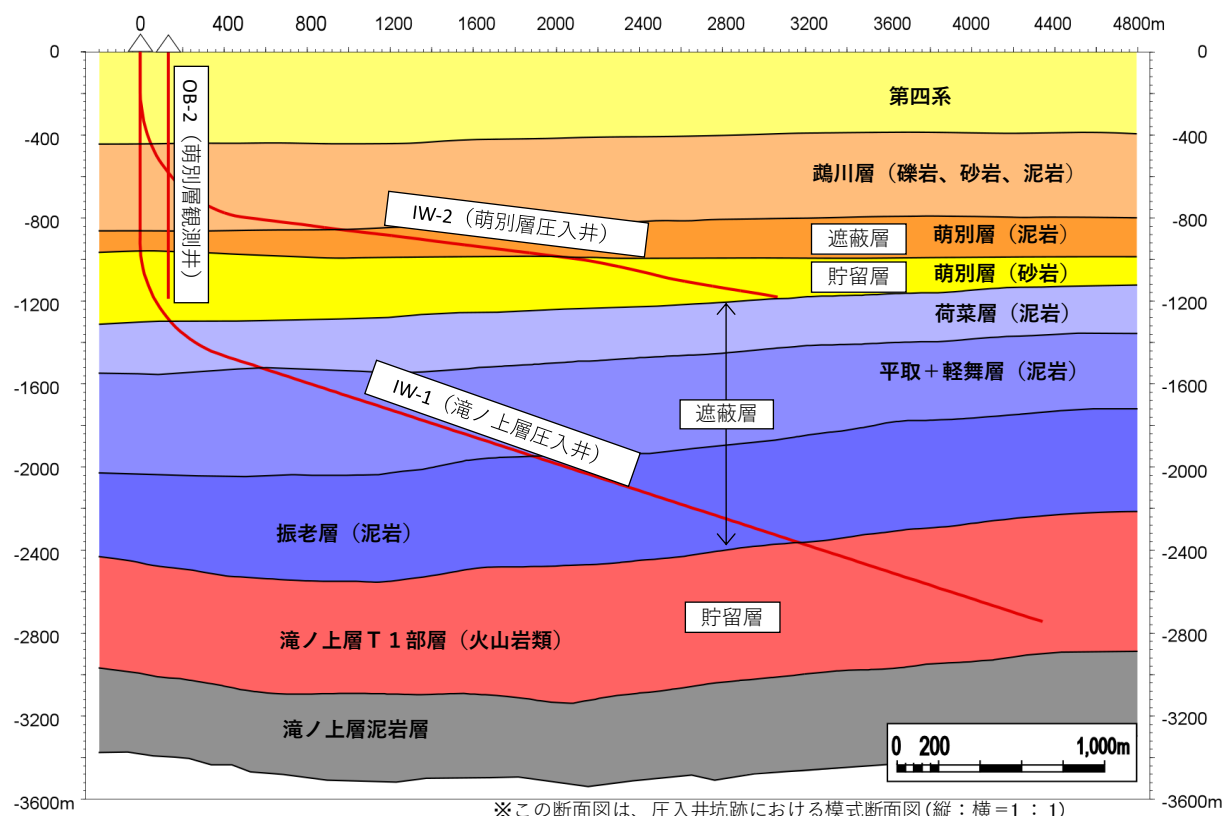 0 400 800 1200 1600 2000 2400 2800 3200 3600 4000 4400 4800m
0 0
第四系
-400 -400
OB-2（萌別層観測井）
鵡川層（礫岩、砂岩、泥岩）
IW-2（萌別層圧入井）
-800 -800
遮蔽層 萌別層（泥岩）
貯留層 萌別層（砂岩）
-1200 -1200
荷菜層（泥岩）
平取＋軽舞層（泥岩）
-1600 -1600
IW-1（滝ノ上層圧入井）
遮蔽層
-2000 -2000
振老層（泥岩）
-2400 -2400
貯留層
滝ノ上層Ｔ１部層（火山岩類）
-2800 -2800
滝ノ上層泥岩層
-3200 -3200
0 200 1,000m
-3600m -3600m
※この断面図は、圧入井坑跡における模式断面図(縦：横=1：1)